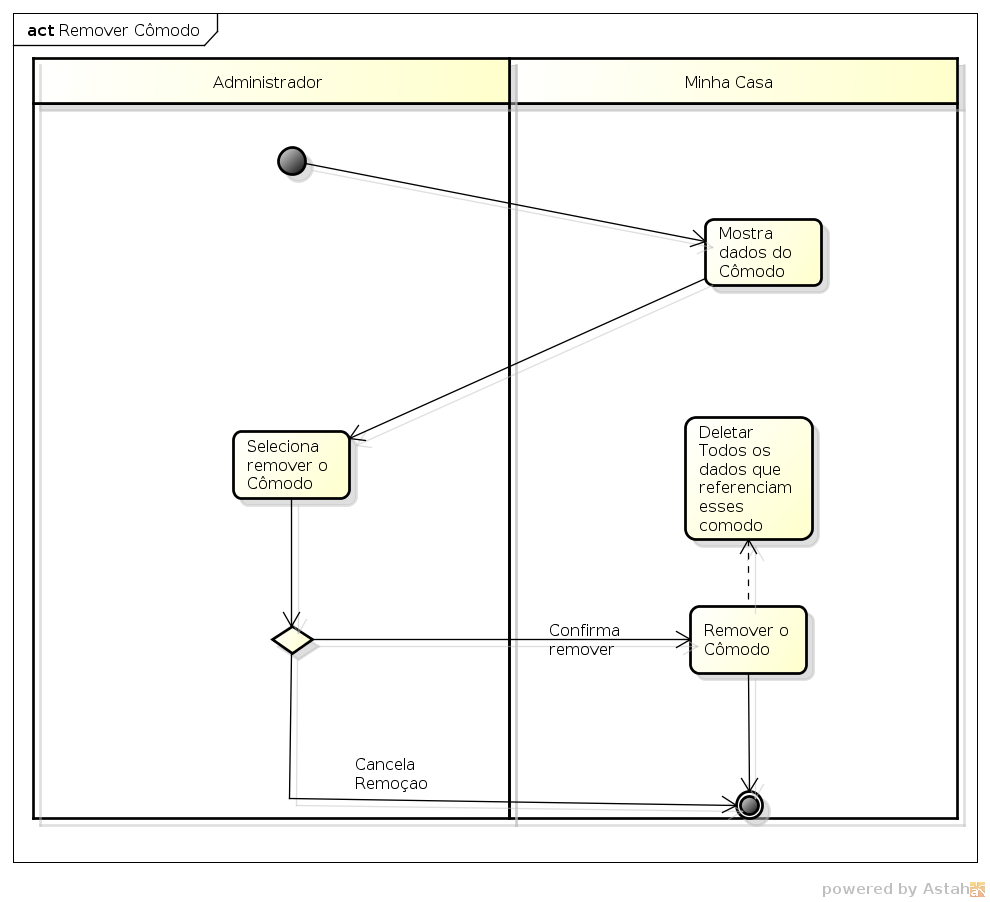 act Remover Cômodo
Administrador
Minha Casa
Mostra
dados do
Cômodo
Seleciona
remover o
Cômodo
Deletar
Todos os
dados que
referenciam
esses
comodo
Confirma
remover
Remover o
Cômodo
Cancela
Remoçao
powered by Astah